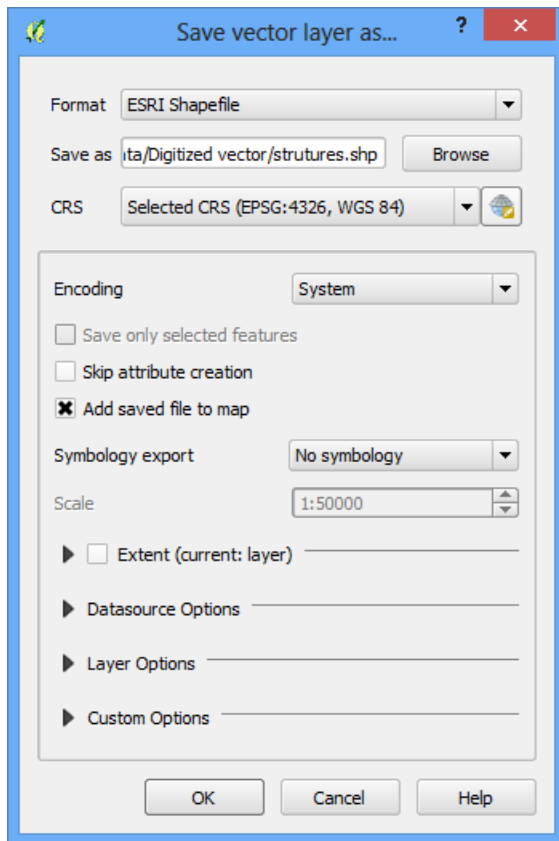 Save vector layer as...
?
Format ESRI Shapefile
Save as ta/Digitized vector/strutures.shp Browse
CRS Selected CRS (EPSG:4326, WGS 84)
Encoding System
Save only selected features
Skip attribute creation
Add saved file to map
Symbology export No symbology
Scale 1:50000
Extent (current: layer)
Datasource Options
Layer Options
Custom Options
OK Cancel Help